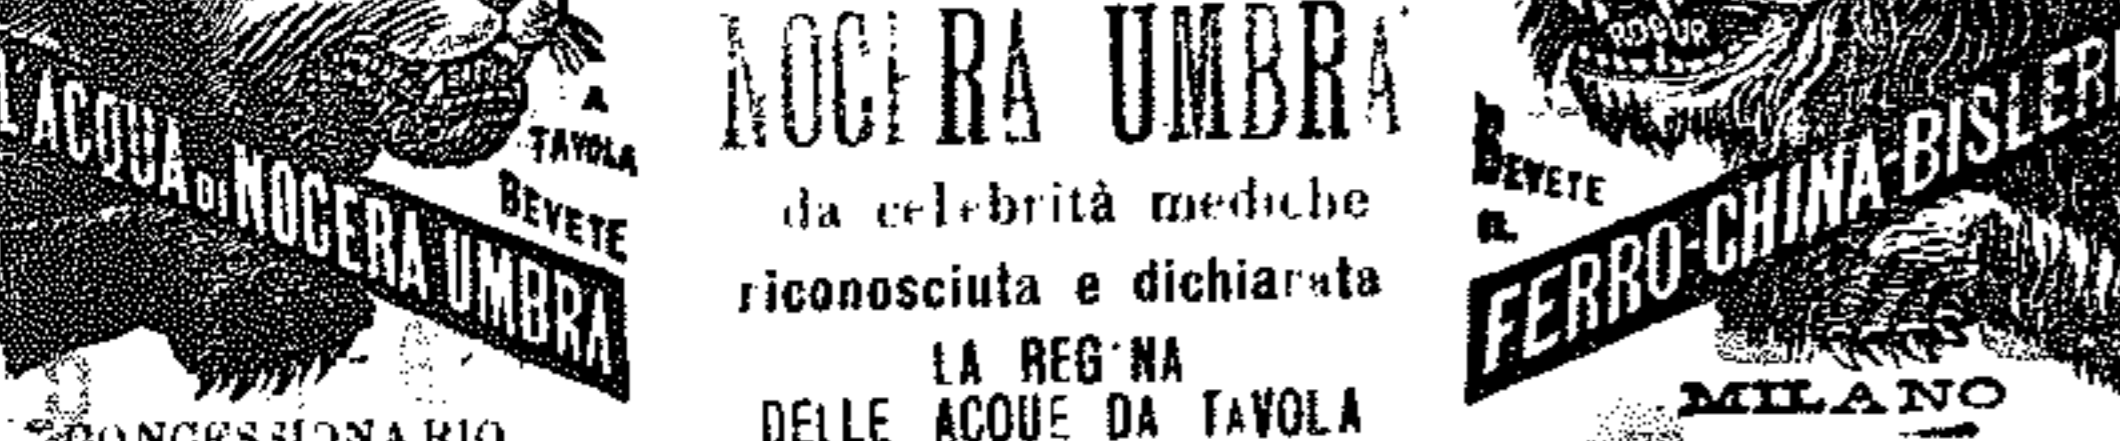 A
TAVOLA
BEVETE
L'ACQUA DI NOCERA UMBRA
CONCESSIONARIO
NOCERA UMBRA
da celebrità mediche
riconosciuta e dichiarata
LA REGINA
DELLE ACQUE DA TAVOLA
BEVETE
IL
FERRO-CHINA-BISLERI
MILANO